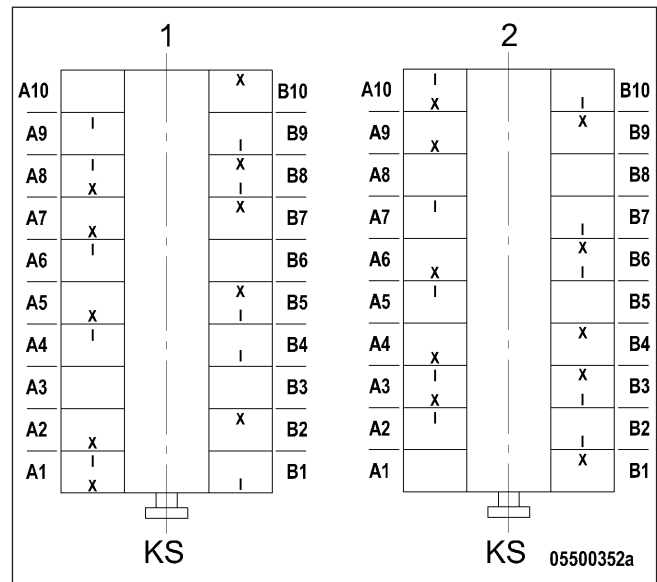 1
A10 X B10
A9 I I B9
A8 I X X I B8
A7 X X B7
A6 I B6
A5 X X I B5
A4 I I B4
A3 B3
A2 X X B2
A1 I X I B1
KS
2
A10 I X I B10
A9 X X B9
A8 B8
A7 I I B7
A6 X X I B6
A5 I B5
A4 X X B4
A3 I X X I B3
A2 I I B2
A1 X B1
KS
05500352a